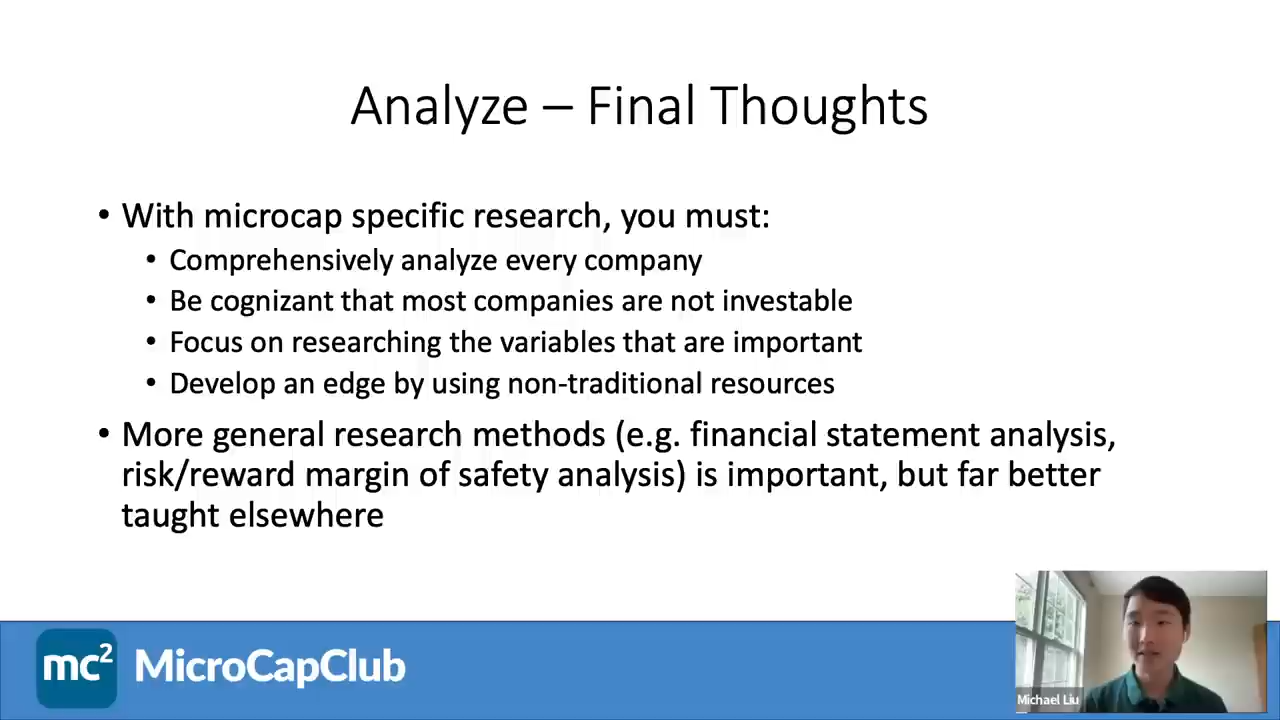 Analyze – Final Thoughts
• With microcap specific research, you must:
• Comprehensively analyze every company
• Be cognizant that most companies are not investable
• Focus on researching the variables that are important
• Develop an edge by using non-traditional resources
• More general research methods (e.g. financial statement analysis,
risk/reward margin of safety analysis) is important, but far better
taught elsewhere
mc² MicroCapClub
Michael Liu